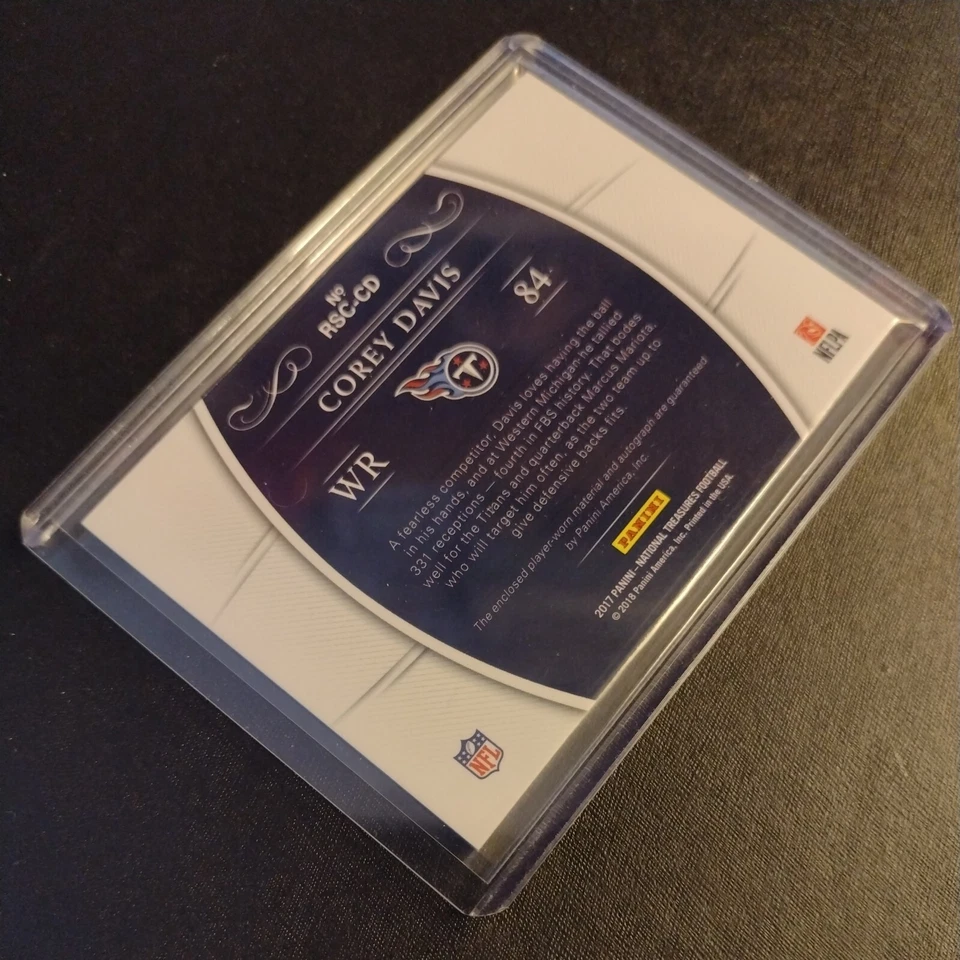 Nº
RSC-CD
COREY DAVIS
WR
84
A fearless competitor, Davis loves having the ball
in his hands, and at Western Michigan he tallied
331 receptions — fourth in FBS history. That bodes
well for the Titans and quarterback Marcus Mariota,
who will target him often, as the two team up to
give defensive backs fits.
The enclosed player-worn material and autograph are guaranteed
by Panini America, Inc.
PANINI
2017 PANINI – NATIONAL TREASURES FOOTBALL
© 2018 Panini America, Inc. Printed in the USA
NFL
NFLPA